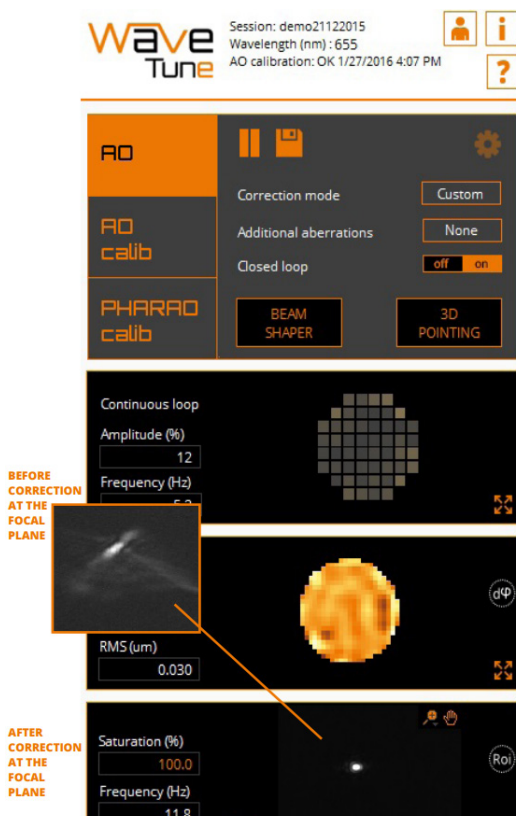 Wave
Tune
Session: demo21122015
Wavelength (nm) : 655
AO calibration: OK 1/27/2016 4:07 PM
i
?
AO
AO
calib
PHARAO
calib
Correction mode
Custom
Additional aberrations
None
Closed loop
off on
BEAM
SHAPER
3D
POINTING
Continuous loop
Amplitude (%)
12
Frequency (Hz)
BEFORE
CORRECTION
AT THE
FOCAL
PLANE
dφ
RMS (um)
0.030
AFTER
CORRECTION
AT THE
FOCAL
PLANE
Saturation (%)
100.0
Roi
Frequency (Hz)
11.8